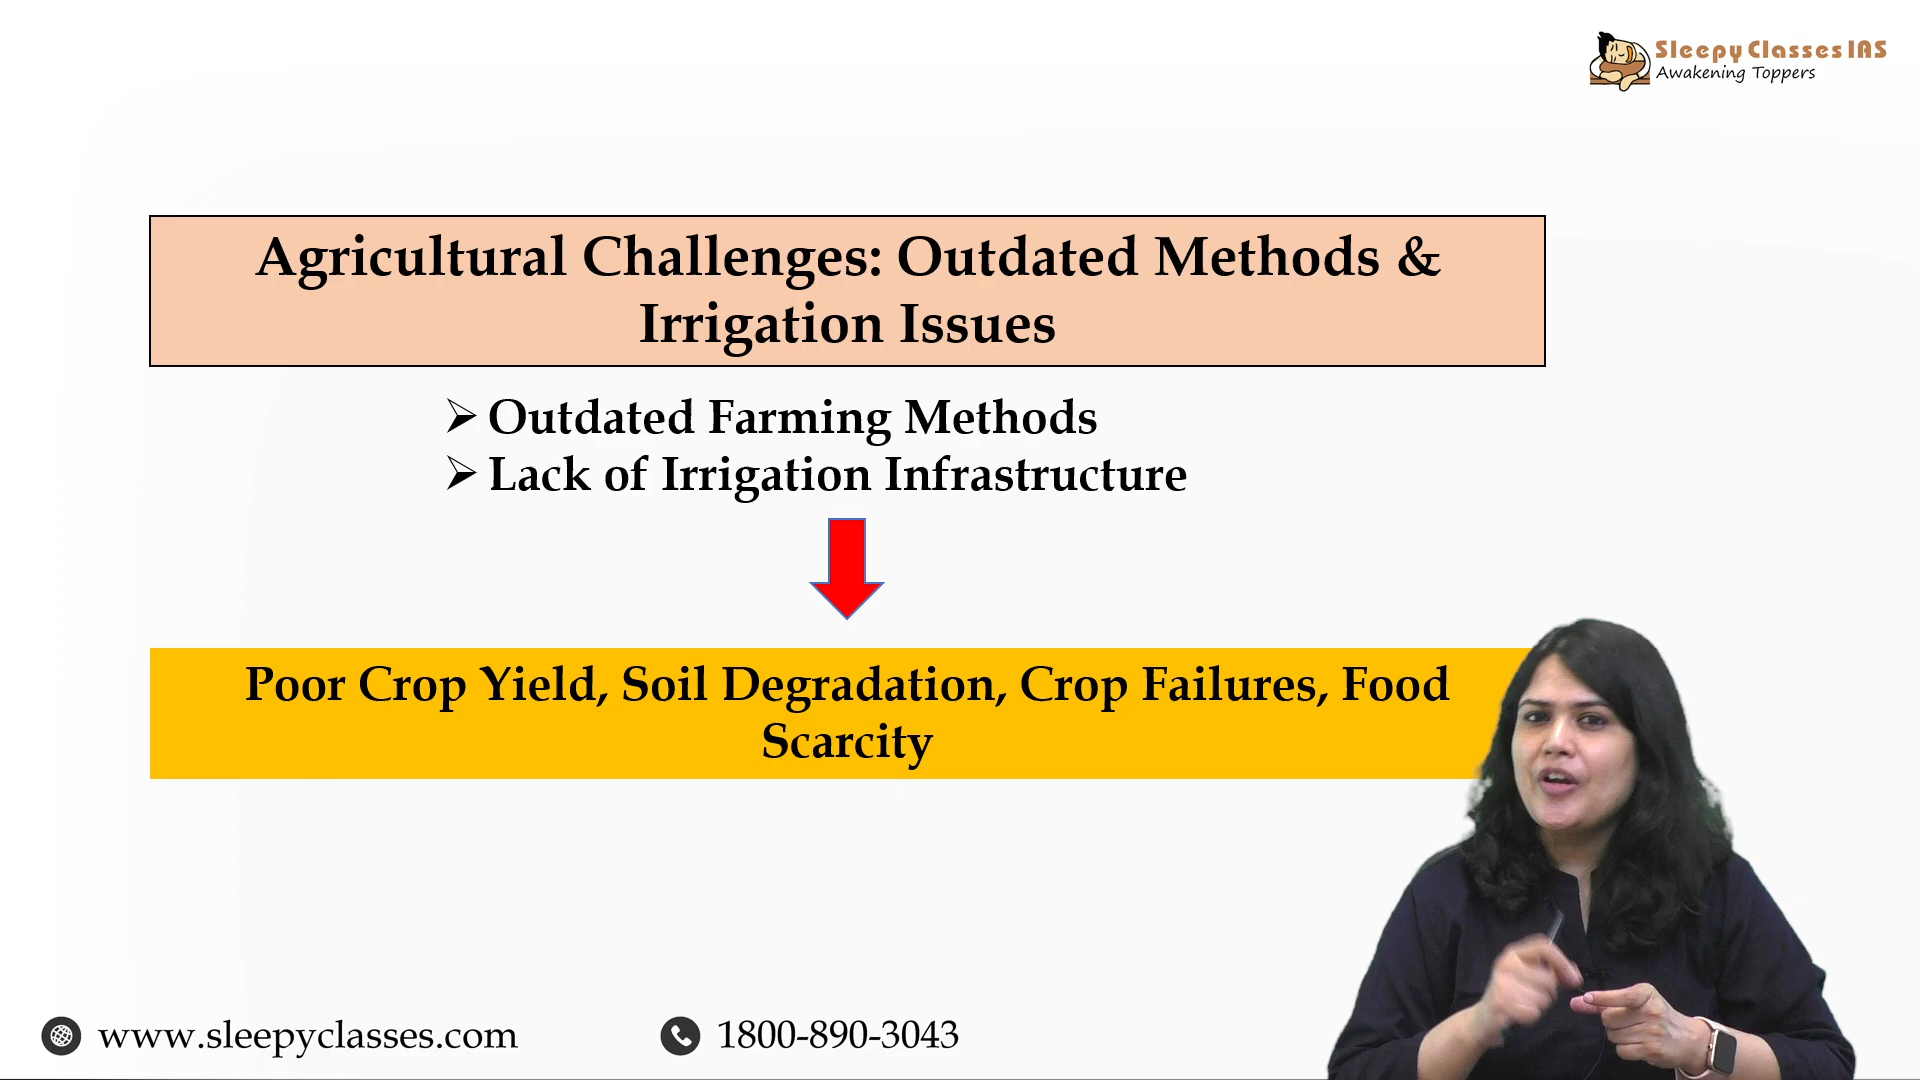 Sleepy Classes IAS
Awakening Toppers
Agricultural Challenges: Outdated Methods &
Irrigation Issues
➢ Outdated Farming Methods
➢ Lack of Irrigation Infrastructure
Poor Crop Yield, Soil Degradation, Crop Failures, Food
Scarcity
www.sleepyclasses.com
1800-890-3043